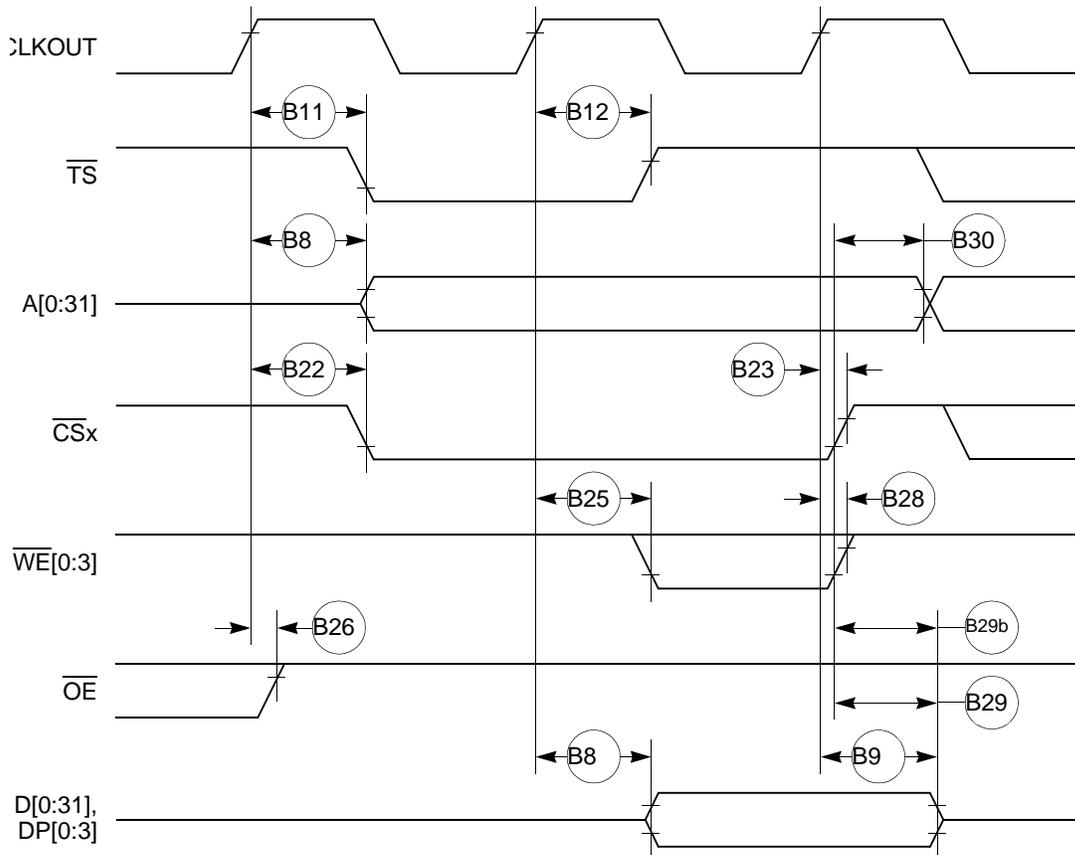 CLKOUT
B11
B12
TS
B8
B30
A[0:31]
B22
B23
CSx
B25
B28
WE[0:3]
B26
B29b
OE
B29
B8
B9
D[0:31],
DP[0:3]